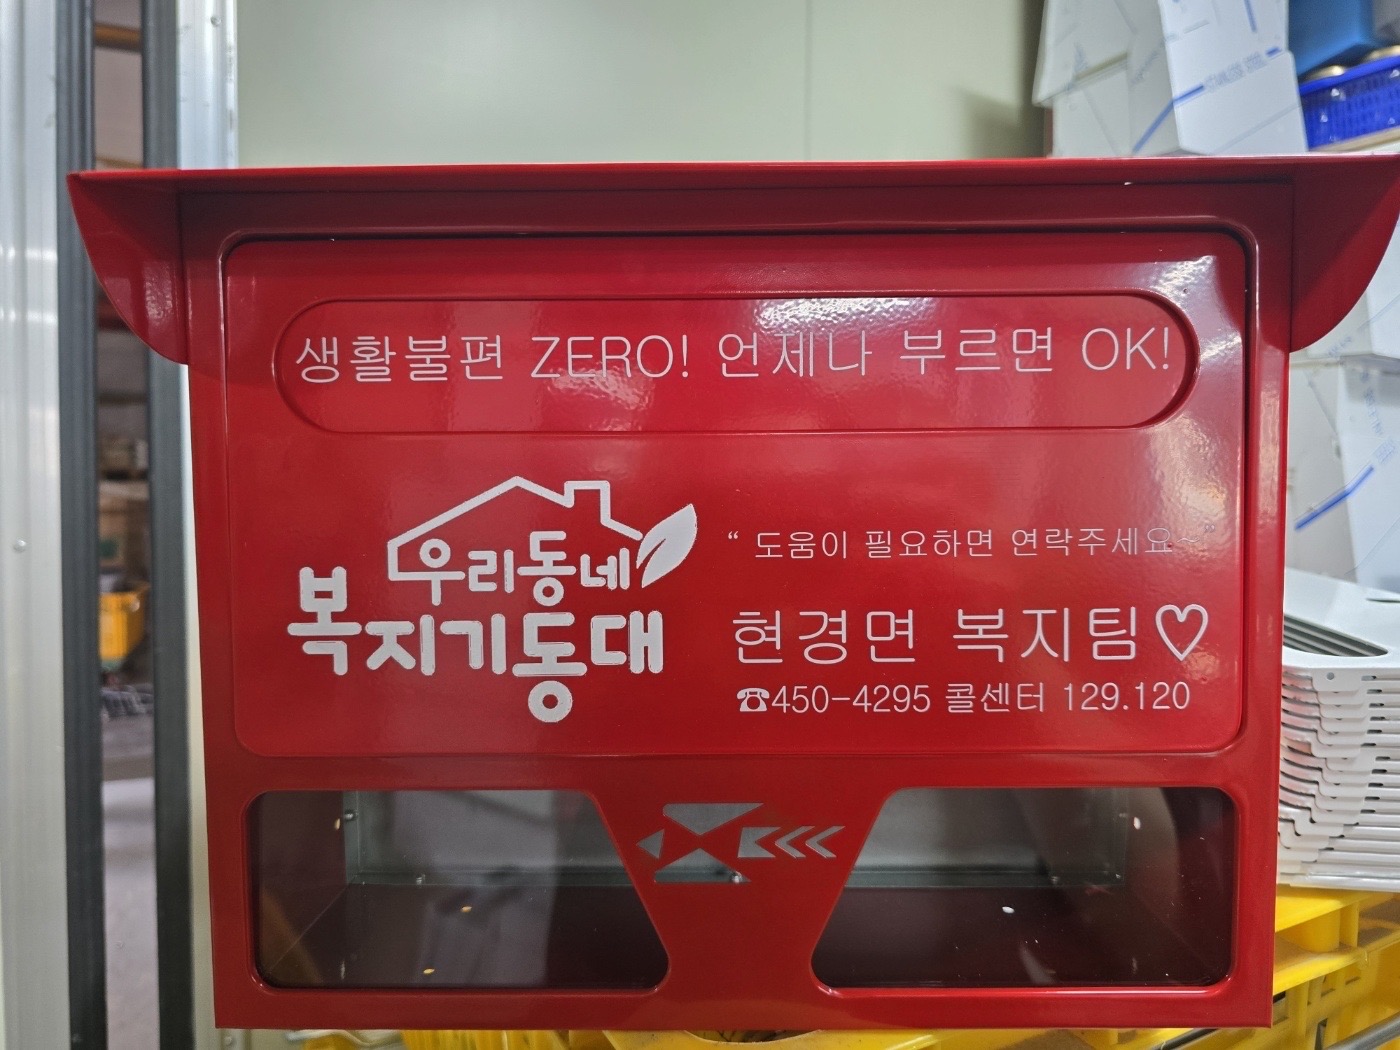 생활불편 ZERO! 언제나 부르면 OK!
우리동네
복지기동대
“ 도움이 필요하면 연락주세요~ ”
현경면 복지팀♡
☎450-4295 콜센터 129.120